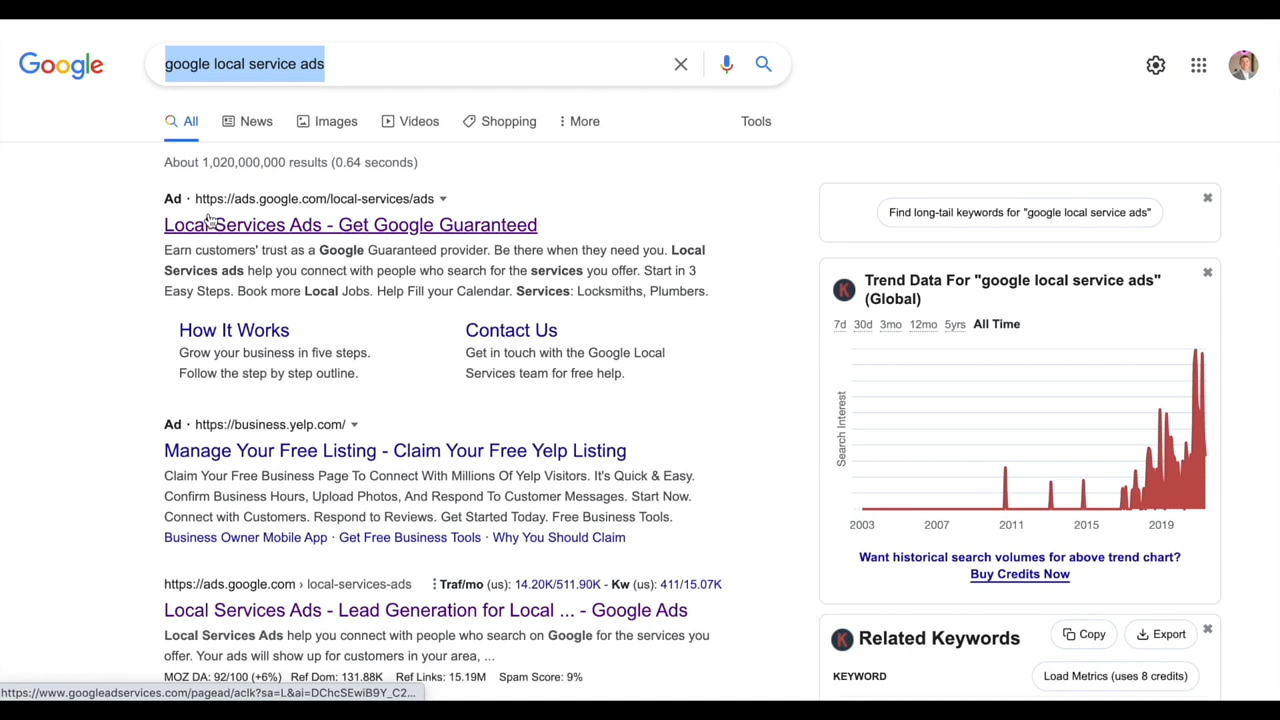 Google
google local service ads
All
News
Images
Videos
Shopping
More
Tools
About 1,020,000,000 results (0.64 seconds)
Ad · https://ads.google.com/local-services/ads
Local Services Ads - Get Google Guaranteed
Earn customers' trust as a Google Guaranteed provider. Be there when they need you. Local
Services ads help you connect with people who search for the services you offer. Start in 3
Easy Steps. Book more Local Jobs. Help Fill your Calendar. Services: Locksmiths, Plumbers.
How It Works
Grow your business in five steps.
Follow the step by step outline.
Contact Us
Get in touch with the Google Local
Services team for free help.
Ad · https://business.yelp.com/
Manage Your Free Listing - Claim Your Free Yelp Listing
Claim Your Free Business Page To Connect With Millions Of Yelp Visitors. It's Quick & Easy.
Confirm Business Hours, Upload Photos, And Respond To Customer Messages. Start Now.
Connect with Customers. Respond to Reviews. Get Started Today. Free Business Tools.
Business Owner Mobile App · Get Free Business Tools · Why You Should Claim
https://ads.google.com › local-services-ads
Traf/mo (us): 14.20K/511.90K - Kw (us): 411/15.07K
Local Services Ads - Lead Generation for Local ... - Google Ads
Local Services Ads help you connect with people who search on Google for the services you
offer. Your ads will show up for customers in your area, ...
MOZ DA: 92/100 (+6%) Ref Dom: 131.88K Ref Links: 15.19M Spam Score: 9%
https://www.googleadservices.com/pagead/aclk?sa=L&ai=DChcSEwiB9Y_C2...
Find long-tail keywords for "google local service ads"
K
Trend Data For "google local service ads"
(Global)
7d 30d 3mo 12mo 5yrs All Time
Search Interest
2003 2007 2011 2015 2019
Want historical search volumes for above trend chart?
Buy Credits Now
K
Related Keywords
Copy
Export
KEYWORD
Load Metrics (uses 8 credits)